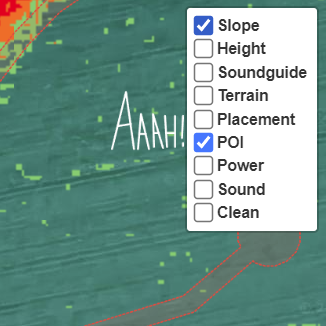 Slope
Height
Soundguide
Terrain
Placement
POI
Power
Sound
Clean
AAAH!